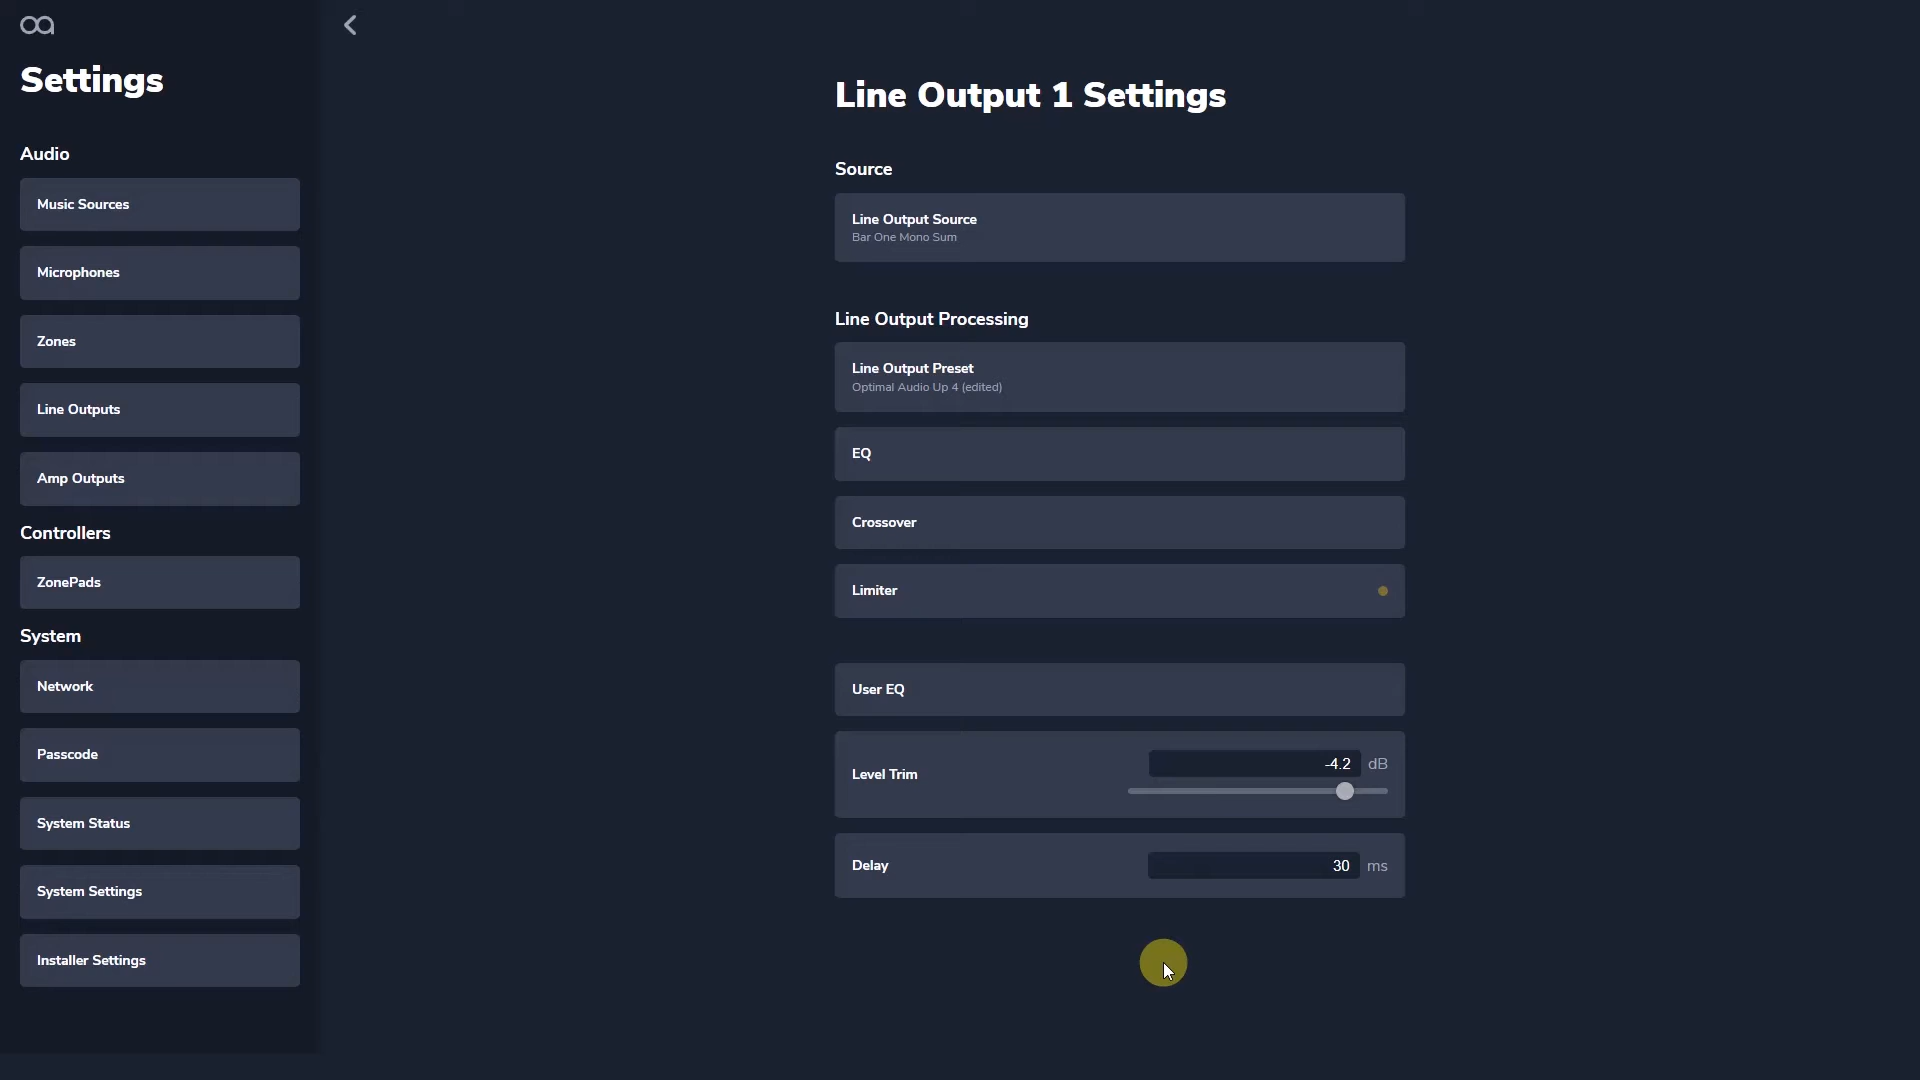 Settings
Audio
Music Sources
Microphones
Zones
Line Outputs
Amp Outputs
Controllers
ZonePads
System
Network
Passcode
System Status
System Settings
Installer Settings
Line Output 1 Settings
Source
Line Output Source
Bar One Mono Sum
Line Output Processing
Line Output Preset
Optimal Audio Up 4 (edited)
EQ
Crossover
Limiter
User EQ
Level Trim
-4.2 dB
Delay
30 ms